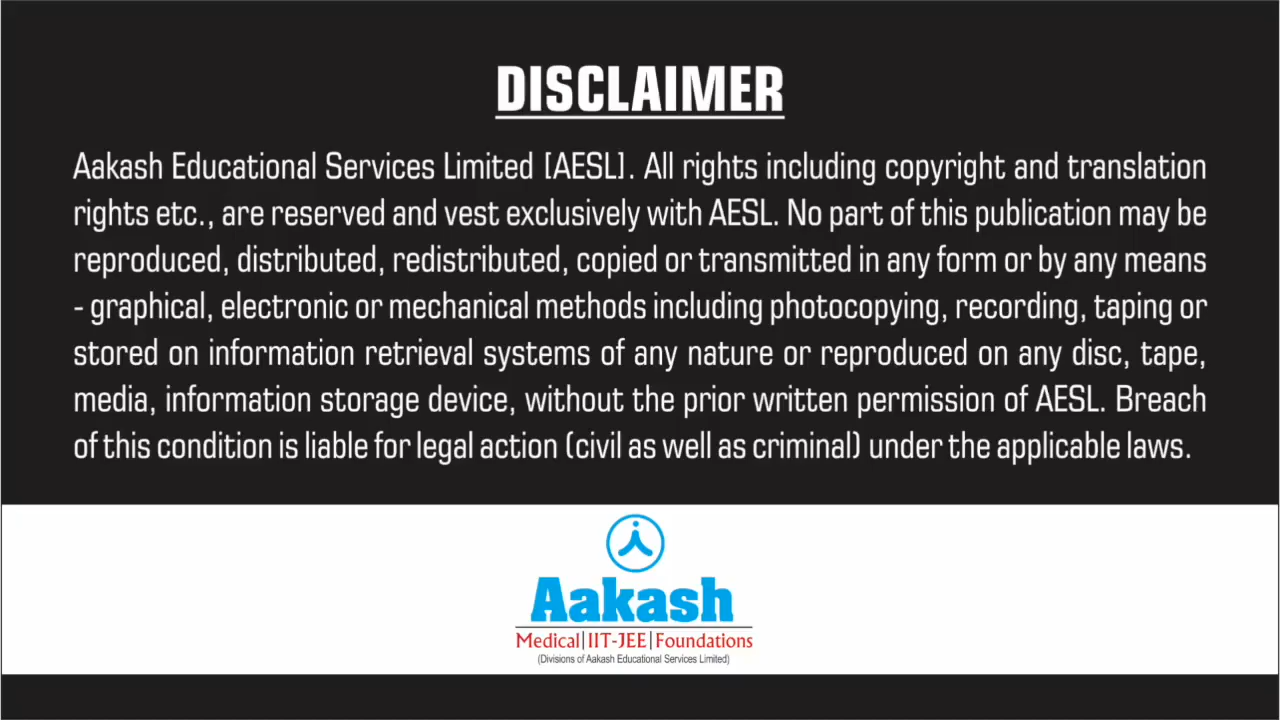 DISCLAIMER
Aakash Educational Services Limited [AESL]. All rights including copyright and translation
rights etc., are reserved and vest exclusively with AESL. No part of this publication may be
reproduced, distributed, redistributed, copied or transmitted in any form or by any means
- graphical, electronic or mechanical methods including photocopying, recording, taping or
stored on information retrieval systems of any nature or reproduced on any disc, tape,
media, information storage device, without the prior written permission of AESL. Breach
of this condition is liable for legal action (civil as well as criminal) under the applicable laws.
Aakash
Medical|IIT-JEE|Foundations
(Divisions of Aakash Educational Services Limited)